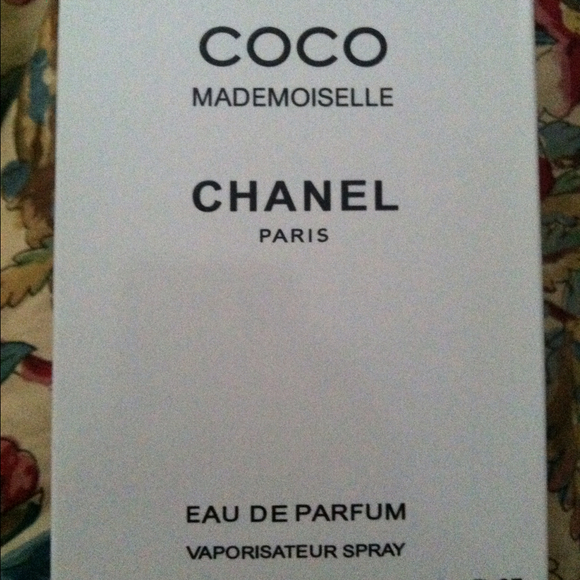 COCO
MADEMOISELLE
CHANEL
PARIS
EAU DE PARFUM
VAPORISATEUR SPRAY